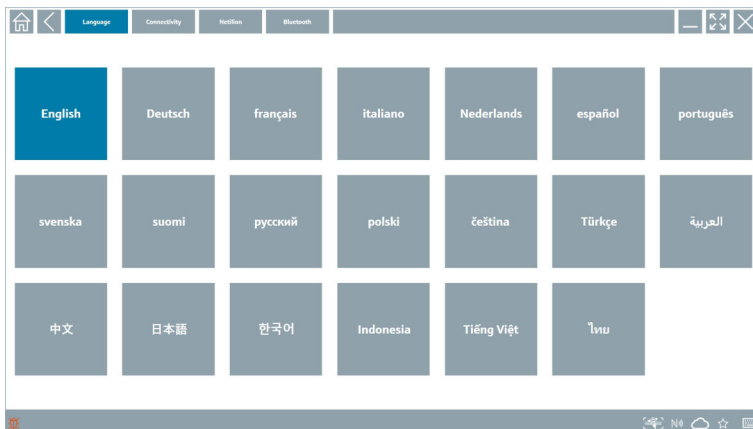 Language Connectivity Netilion Bluetooth
English Deutsch français italiano Nederlands español português
svenska suomi русский polski čeština Türkçe العربية
中文 日本語 한국어 Indonesia Tiếng Việt ไทย